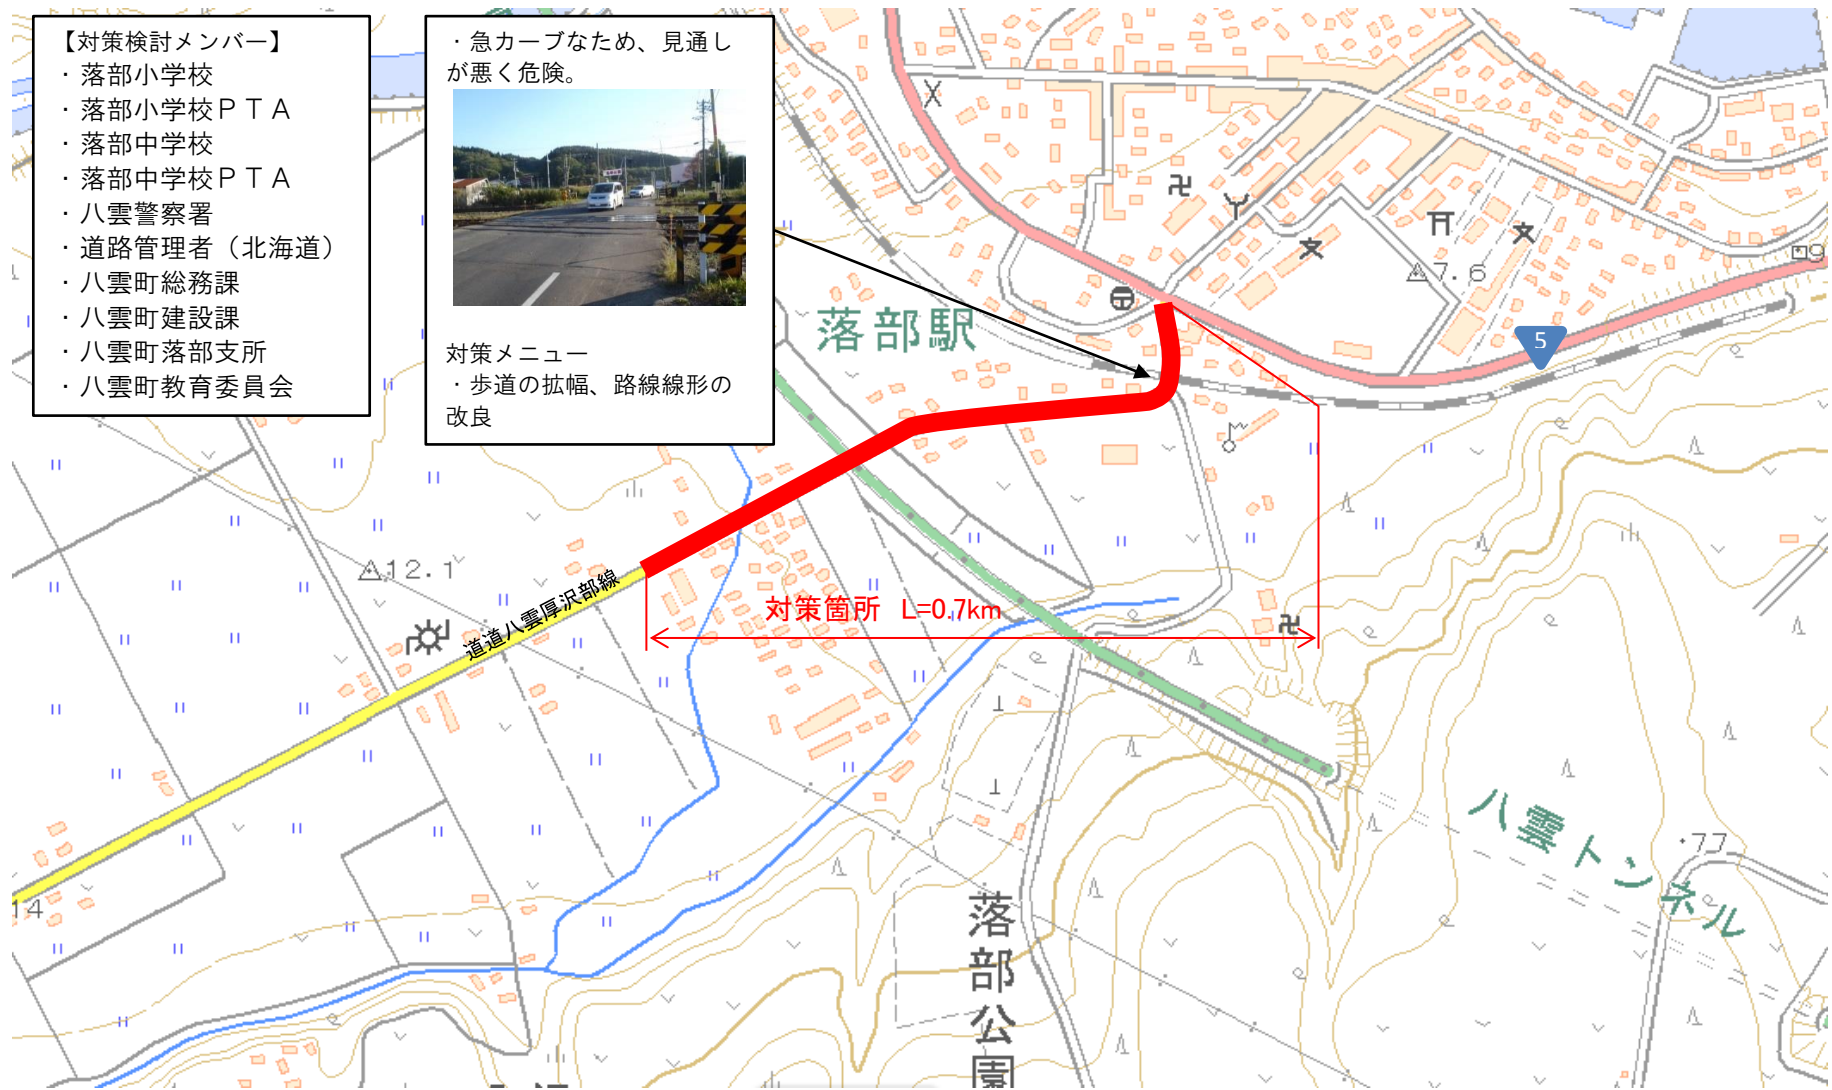 【対策検討メンバー】
・落部小学校
・落部小学校ＰＴＡ
・落部中学校
・落部中学校ＰＴＡ
・八雲警察署
・道路管理者（北海道）
・八雲町総務課
・八雲町建設課
・八雲町落部支所
・八雲町教育委員会
・急カーブなため、見通し
が悪く危険。
対策メニュー
・歩道の拡幅、路線線形の
改良
落部駅
7.6
9
5
12.1
道道八雲厚沢部線
対策箇所 L=0.7km
八雲トンネル
77
14
落部公園